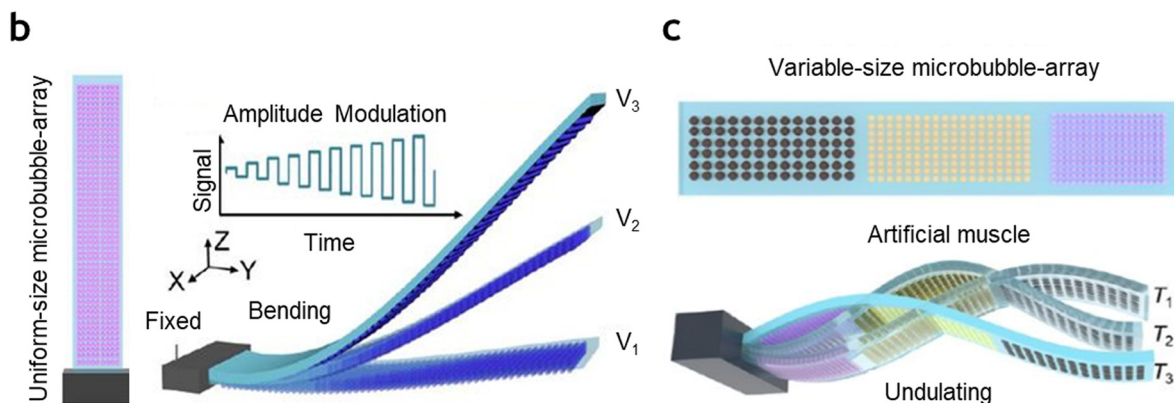 b
Uniform-size microbubble-array
Amplitude Modulation
Signal
Time
Z
X
Y
Bending
Fixed
V3
V2
V1
c
Variable-size microbubble-array
Artificial muscle
T1
T2
T3
Undulating